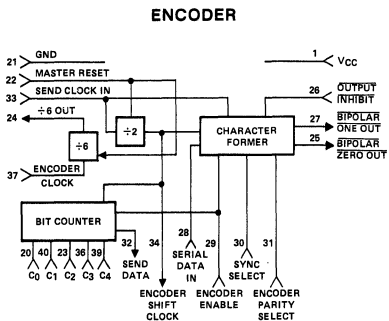 ENCODER
21 GND
1 VCC
22 MASTER RESET
33 SEND CLOCK IN
26 OUTPUT
INHIBIT
24 ÷6 OUT
÷2
27 BIPOLAR
ONE OUT
CHARACTER
FORMER
25 BIPOLAR
ZERO OUT
÷6
37 ENCODER
CLOCK
BIT COUNTER
20 40 23 36 39
C0 C1 C2 C3 C4
32 SEND
DATA
34 ENCODER
SHIFT
CLOCK
28 SERIAL
DATA
IN
29 ENCODER
ENABLE
30 SYNC
SELECT
31 ENCODER
PARITY
SELECT